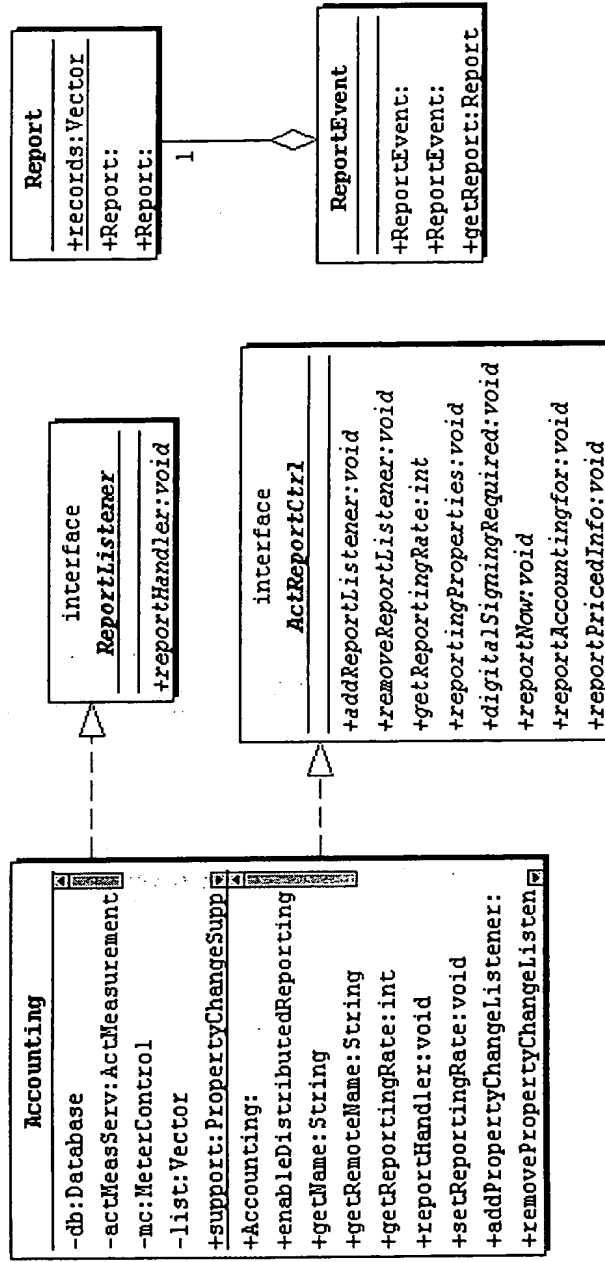 Accounting
-db:Database
-actMeasServ:ActMeasurement
-mc:MeterControl
-list:Vector
+support:PropertyChangeSupp
+Accounting:
+enableDistributedReporting
+getName:String
+getRemoteName:String
+getReportingRate:int
+reportHandler:void
+setReportingRate:void
+addPropertyChangeListener:
+removePropertyChangeListen
interface
ReportListener
+reportHandler:void
interface
ActReportCtrl
+addReportListener:void
+removeReportListener:void
+getReportingRate:int
+reportingProperties:void
+digitalSigningRequired:void
+reportNow:void
+reportAccountingfor:void
+reportPricedInfo:void
Report
+records:Vector
+Report:
+Report:
1
ReportEvent
+ReportEvent:
+ReportEvent:
+getReport:Report